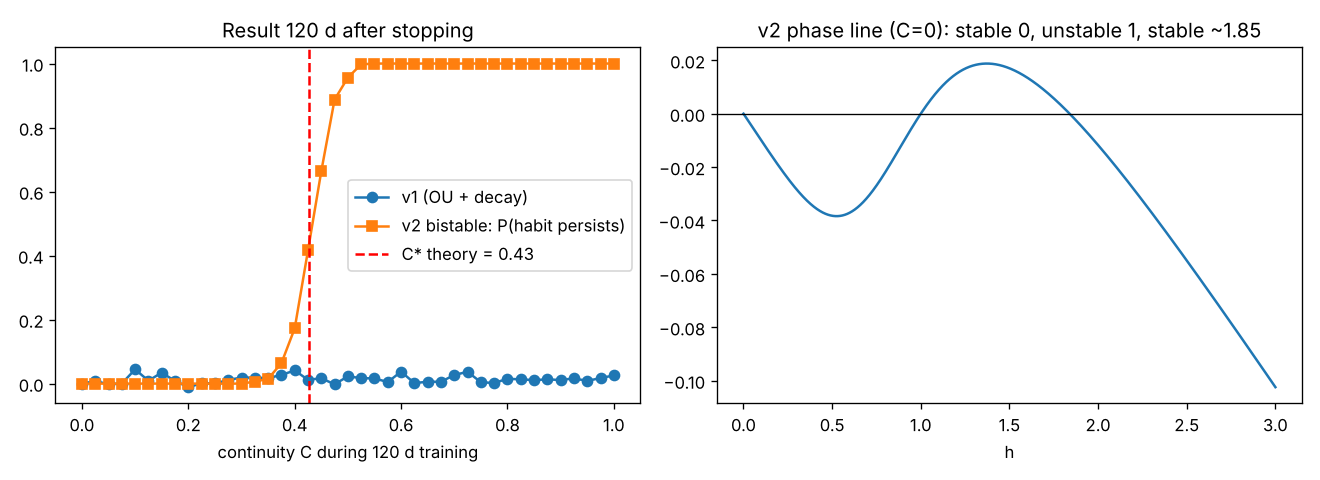 Result 120 d after stopping
1.0
0.8
0.6
0.4
0.2
0.0
v1 (OU + decay)
v2 bistable: P(habit persists)
C* theory = 0.43
0.0 0.2 0.4 0.6 0.8 1.0
continuity C during 120 d training
v2 phase line (C=0): stable 0, unstable 1, stable ~1.85
0.02
0.00
−0.02
−0.04
−0.06
−0.08
−0.10
0.0 0.5 1.0 1.5 2.0 2.5 3.0
h